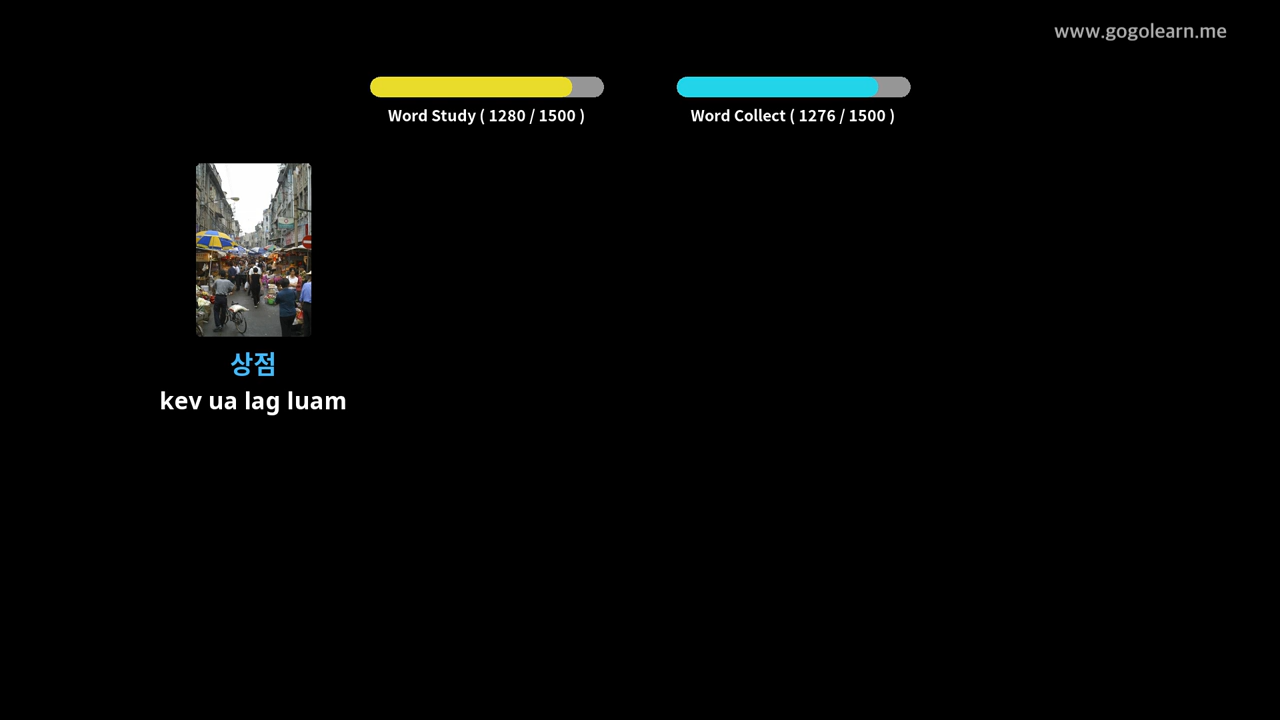 www.gogolearn.me
Word Study ( 1280 / 1500 )
Word Collect ( 1276 / 1500 )
상점
kev ua lag luam